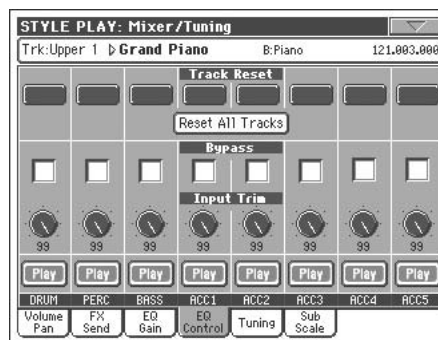 STYLE PLAY: Mixer/Tuning
Trk:Upper 1 Grand Piano B:Piano 121.003.000
Track Reset
Reset All Tracks
Bypass
Input Trim
99 99 99 99 99 99 99 99
Play Play Play Play Play Play Play Play
DRUM PERC BASS ACC1 ACC2 ACC3 ACC4 ACC5
Volume FX EQ EQ Tuning Sub
Pan Send Gain Control Scale